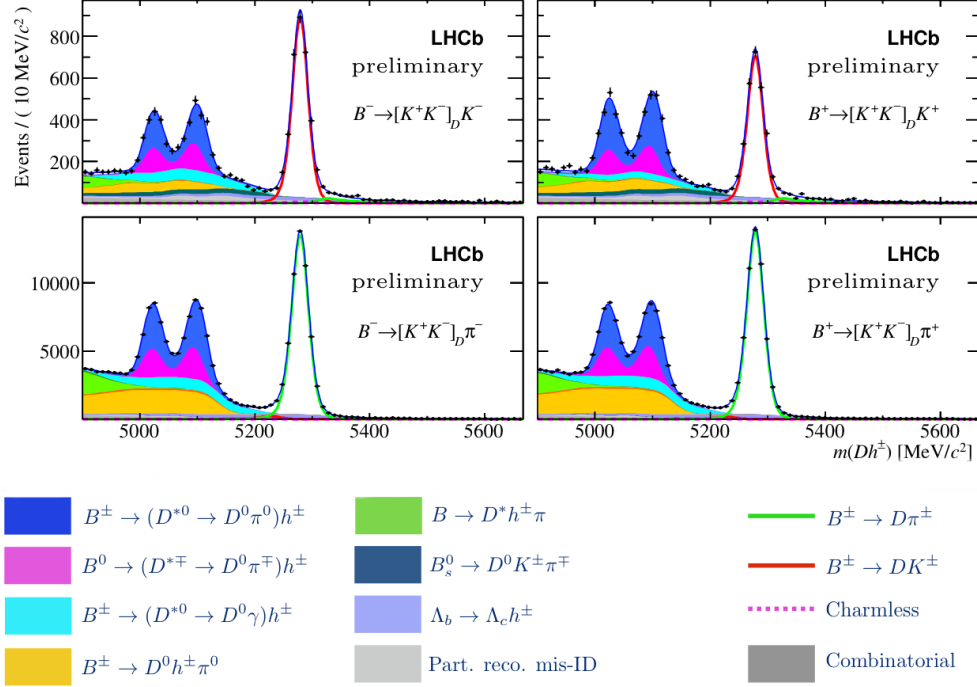 Events / ( 10 MeV/c² )
800
600
400
200
LHCb
preliminary
B⁻→[K⁺K⁻]_D K⁻
LHCb
preliminary
B⁺→[K⁺K⁻]_D K⁺
10000
5000
LHCb
preliminary
B⁻→[K⁺K⁻]_D π⁻
LHCb
preliminary
B⁺→[K⁺K⁻]_D π⁺
5000 5200 5400 5600
5000 5200 5400 5600
m(Dh±) [MeV/c²]
B± → (D*⁰ → D⁰π⁰)h±
B⁰ → (D*∓ → D⁰π∓)h±
B± → (D*⁰ → D⁰γ)h±
B± → D⁰h±π⁰
B → D*h±π
B_s⁰ → D⁰K±π∓
Λ_b → Λ_c h±
Part. reco. mis-ID
B± → Dπ±
B± → DK±
Charmless
Combinatorial